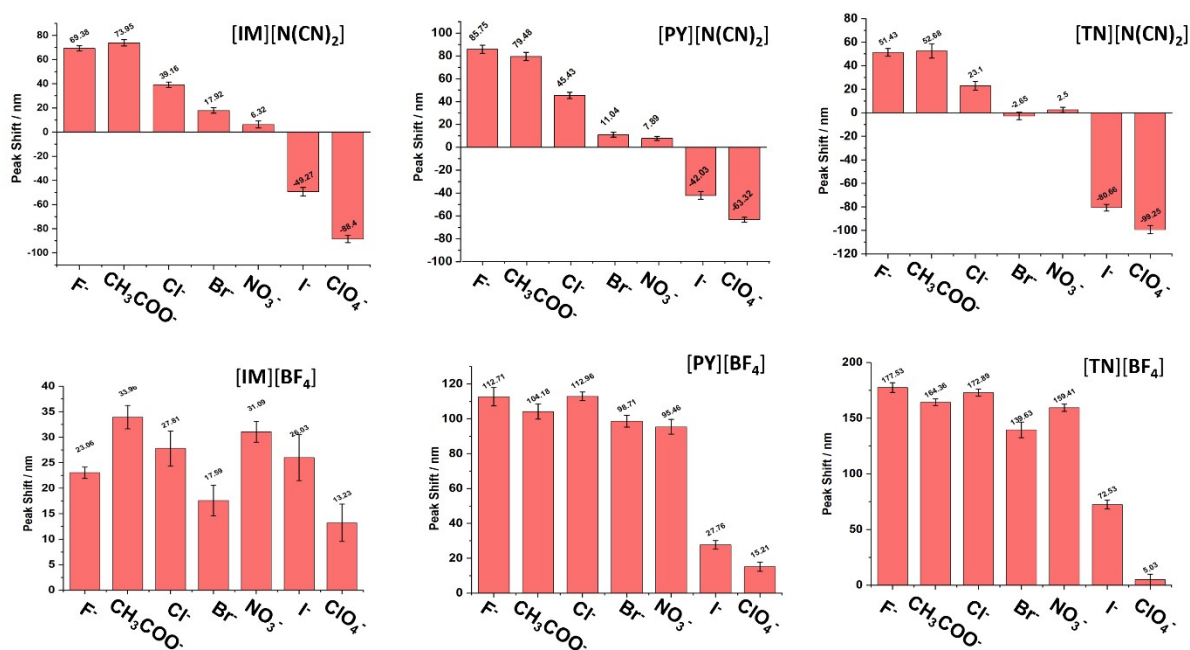 [IM][N(CN)₂]
Peak Shift / nm
80
60
40
20
0
-20
-40
-60
-80
-100
69.38
73.95
39.16
17.92
6.32
-49.27
-88.4
F⁻
CH₃COO⁻
Cl⁻
Br⁻
NO₃⁻
I⁻
ClO₄⁻
[PY][N(CN)₂]
Peak Shift / nm
100
80
60
40
20
0
-20
-40
-60
-80
-100
85.75
79.48
45.43
11.04
7.89
-42.03
-63.32
F⁻
CH₃COO⁻
Cl⁻
Br⁻
NO₃⁻
I⁻
ClO₄⁻
[TN][N(CN)₂]
Peak Shift / nm
80
60
40
20
0
-20
-40
-60
-80
-100
-120
51.43
52.68
23.1
-2.65
2.5
-80.66
-99.25
F⁻
CH₃COO⁻
Cl⁻
Br⁻
NO₃⁻
I⁻
ClO₄⁻
[IM][BF₄]
Peak Shift / nm
40
35
30
25
20
15
10
5
0
23.06
33.96
27.81
17.59
31.09
26.03
13.23
F⁻
CH₃COO⁻
Cl⁻
Br⁻
NO₃⁻
I⁻
ClO₄⁻
[PY][BF₄]
Peak Shift / nm
120
100
80
60
40
20
0
112.71
104.18
112.96
98.71
95.46
27.76
15.21
F⁻
CH₃COO⁻
Cl⁻
Br⁻
NO₃⁻
I⁻
ClO₄⁻
[TN][BF₄]
Peak Shift / nm
200
150
100
50
0
177.53
164.36
172.89
139.63
159.41
72.53
5.03
F⁻
CH₃COO⁻
Cl⁻
Br⁻
NO₃⁻
I⁻
ClO₄⁻